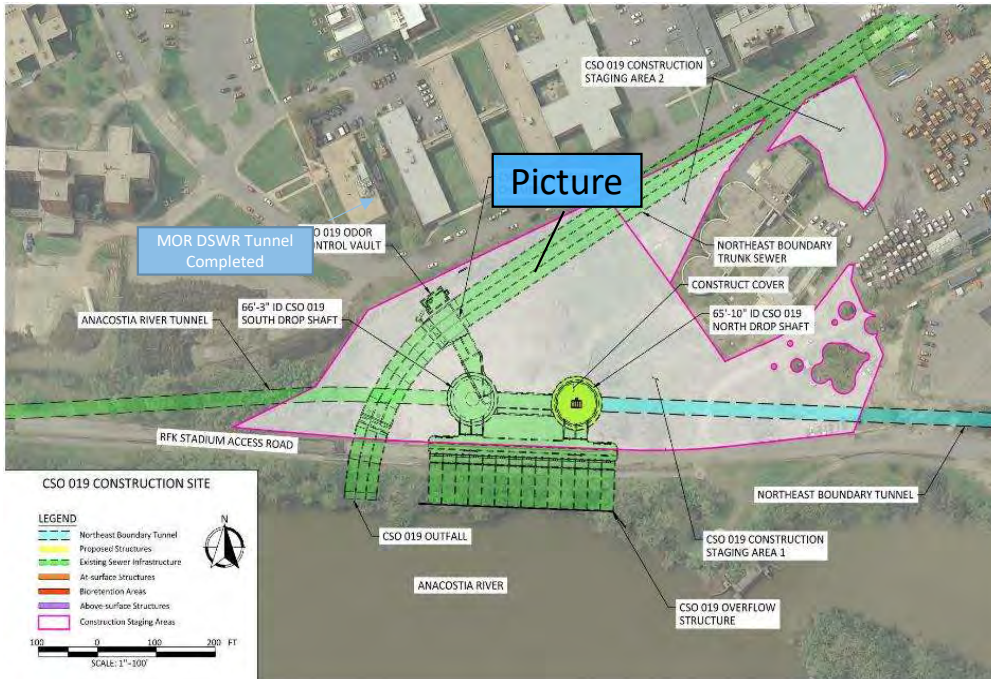 CSO 019 CONSTRUCTION
STAGING AREA 2
Picture
MOR DSWR Tunnel
Completed
O 019 ODOR
ONTROL VAULT
NORTHEAST BOUNDARY
TRUNK SEWER
CONSTRUCT COVER
66'-3" ID CSO 019
SOUTH DROP SHAFT
65'-10" ID CSO 019
NORTH DROP SHAFT
ANACOSTIA RIVER TUNNEL
RFK STADIUM ACCESS ROAD
NORTHEAST BOUNDARY TUNNEL
CSO 019 OUTFALL
CSO 019 CONSTRUCTION
STAGING AREA 1
ANACOSTIA RIVER
CSO 019 OVERFLOW
STRUCTURE
CSO 019 CONSTRUCTION SITE
LEGEND
N
Northeast Boundary Tunnel
Proposed Structures
Existing Sewer Infrastructure
At-surface Structures
Bioretention Areas
Above-surface Structures
Construction Staging Areas
100 0 100 200 FT
SCALE: 1"-100'